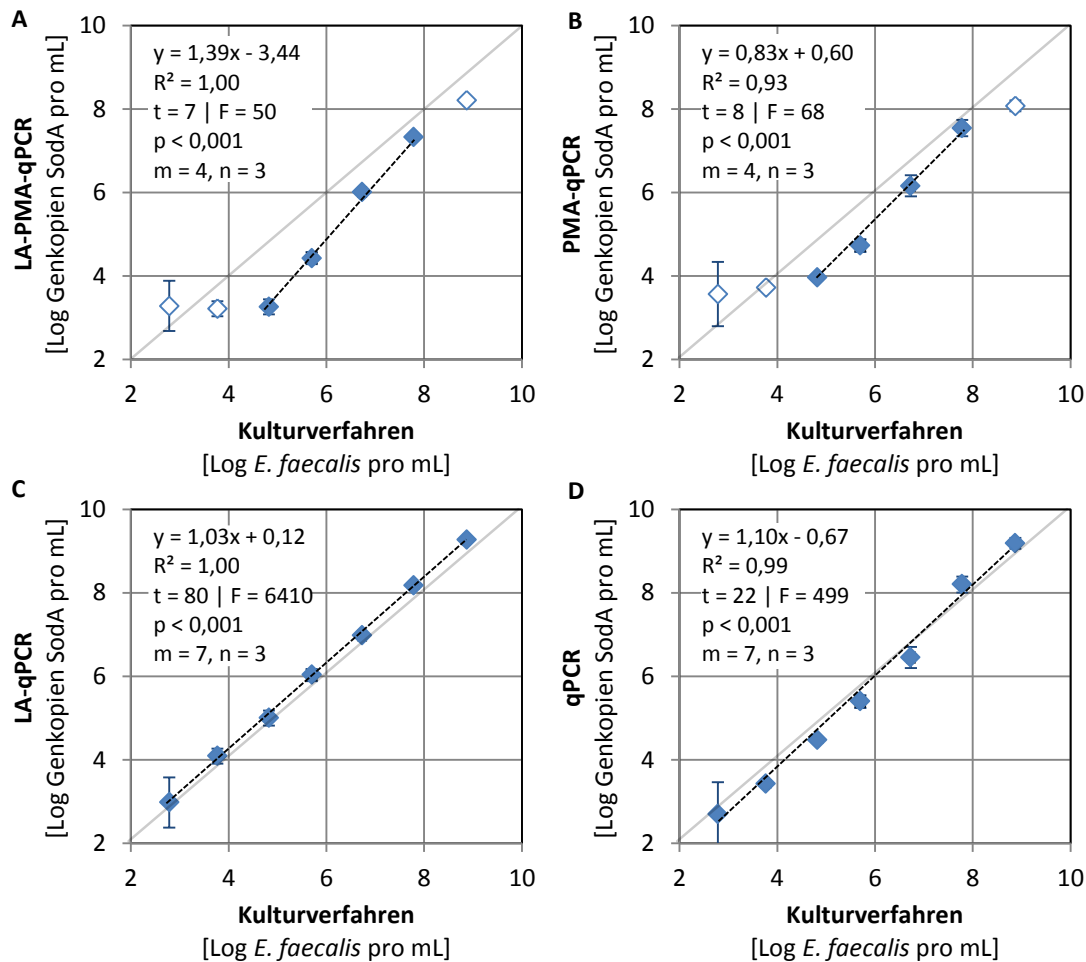 A
10
8
6
4
2
2 4 6 8 10
y = 1,39x - 3,44
R² = 1,00
t = 7 | F = 50
p < 0,001
m = 4, n = 3
LA-PMA-qPCR
[Log Genkopien SodA pro mL]
Kulturverfahren
[Log E. faecalis pro mL]
B
10
8
6
4
2
2 4 6 8 10
y = 0,83x + 0,60
R² = 0,93
t = 8 | F = 68
p < 0,001
m = 4, n = 3
PMA-qPCR
[Log Genkopien SodA pro mL]
Kulturverfahren
[Log E. faecalis pro mL]
C
10
8
6
4
2
2 4 6 8 10
y = 1,03x + 0,12
R² = 1,00
t = 80 | F = 6410
p < 0,001
m = 7, n = 3
LA-qPCR
[Log Genkopien SodA pro mL]
Kulturverfahren
[Log E. faecalis pro mL]
D
10
8
6
4
2
2 4 6 8 10
y = 1,10x - 0,67
R² = 0,99
t = 22 | F = 499
p < 0,001
m = 7, n = 3
qPCR
[Log Genkopien SodA pro mL]
Kulturverfahren
[Log E. faecalis pro mL]